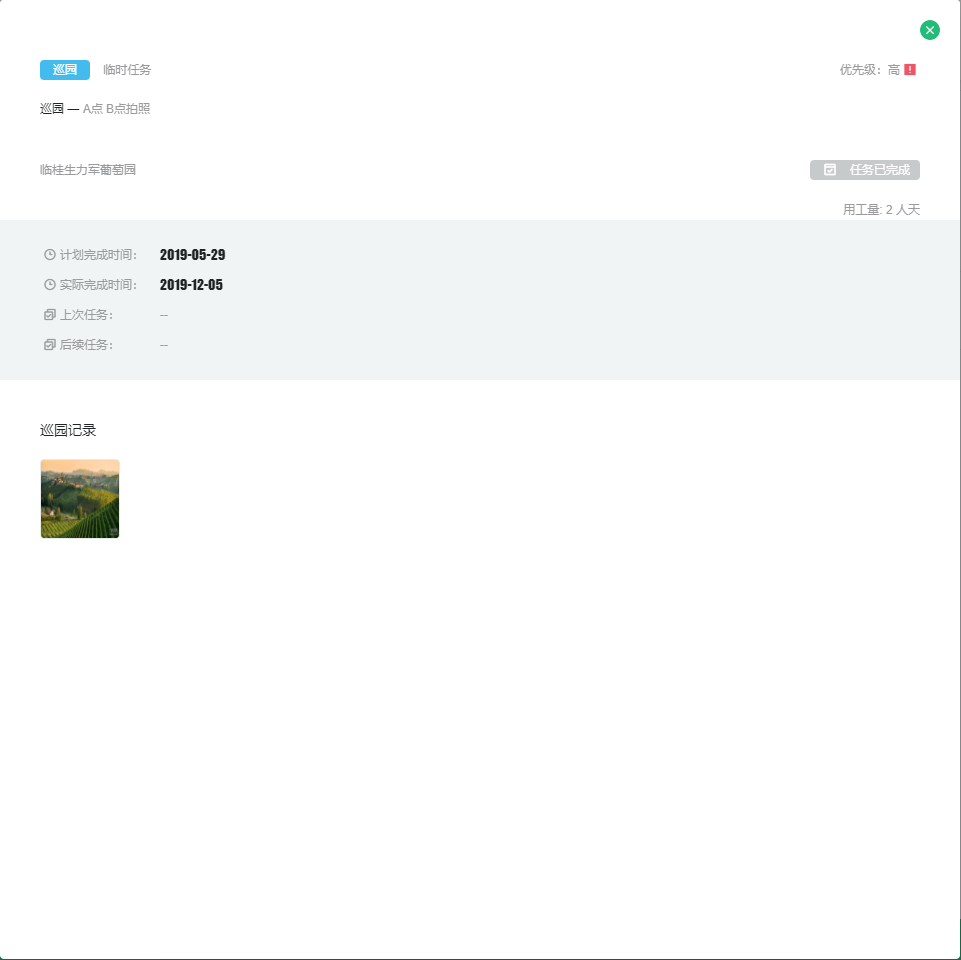 巡园 临时任务 优先级：高
巡园 — A点 B点拍照
临桂生力军葡萄园 任务已完成
用工量: 2 人天
计划完成时间： 2019-05-29
实际完成时间： 2019-12-05
上次任务： --
后续任务： --
巡园记录